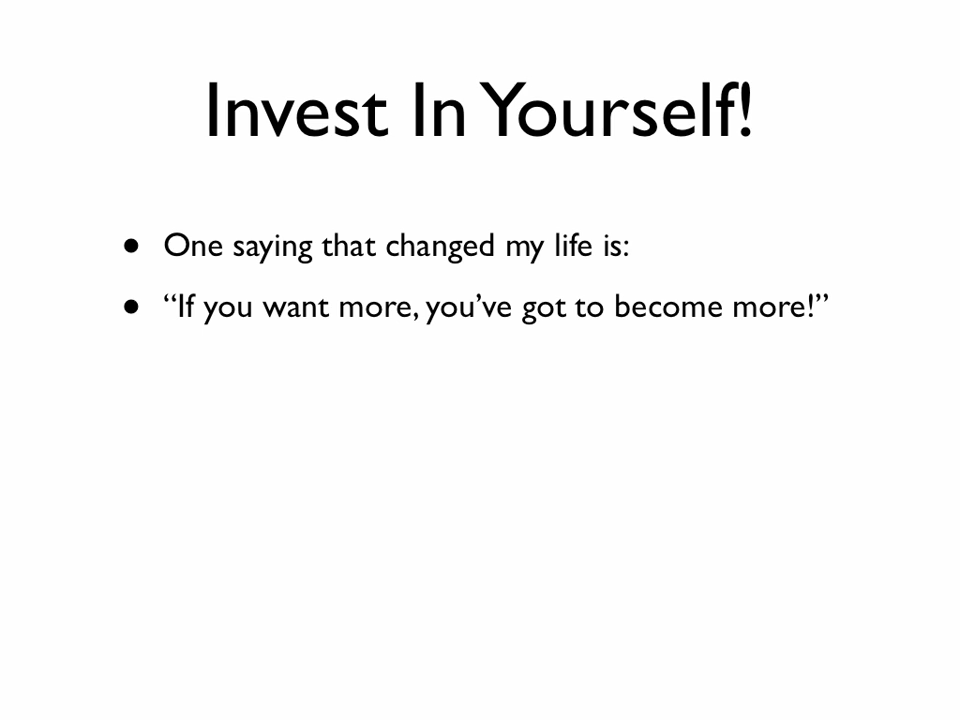 Invest In Yourself!
• One saying that changed my life is:
• “If you want more, you’ve got to become more!”